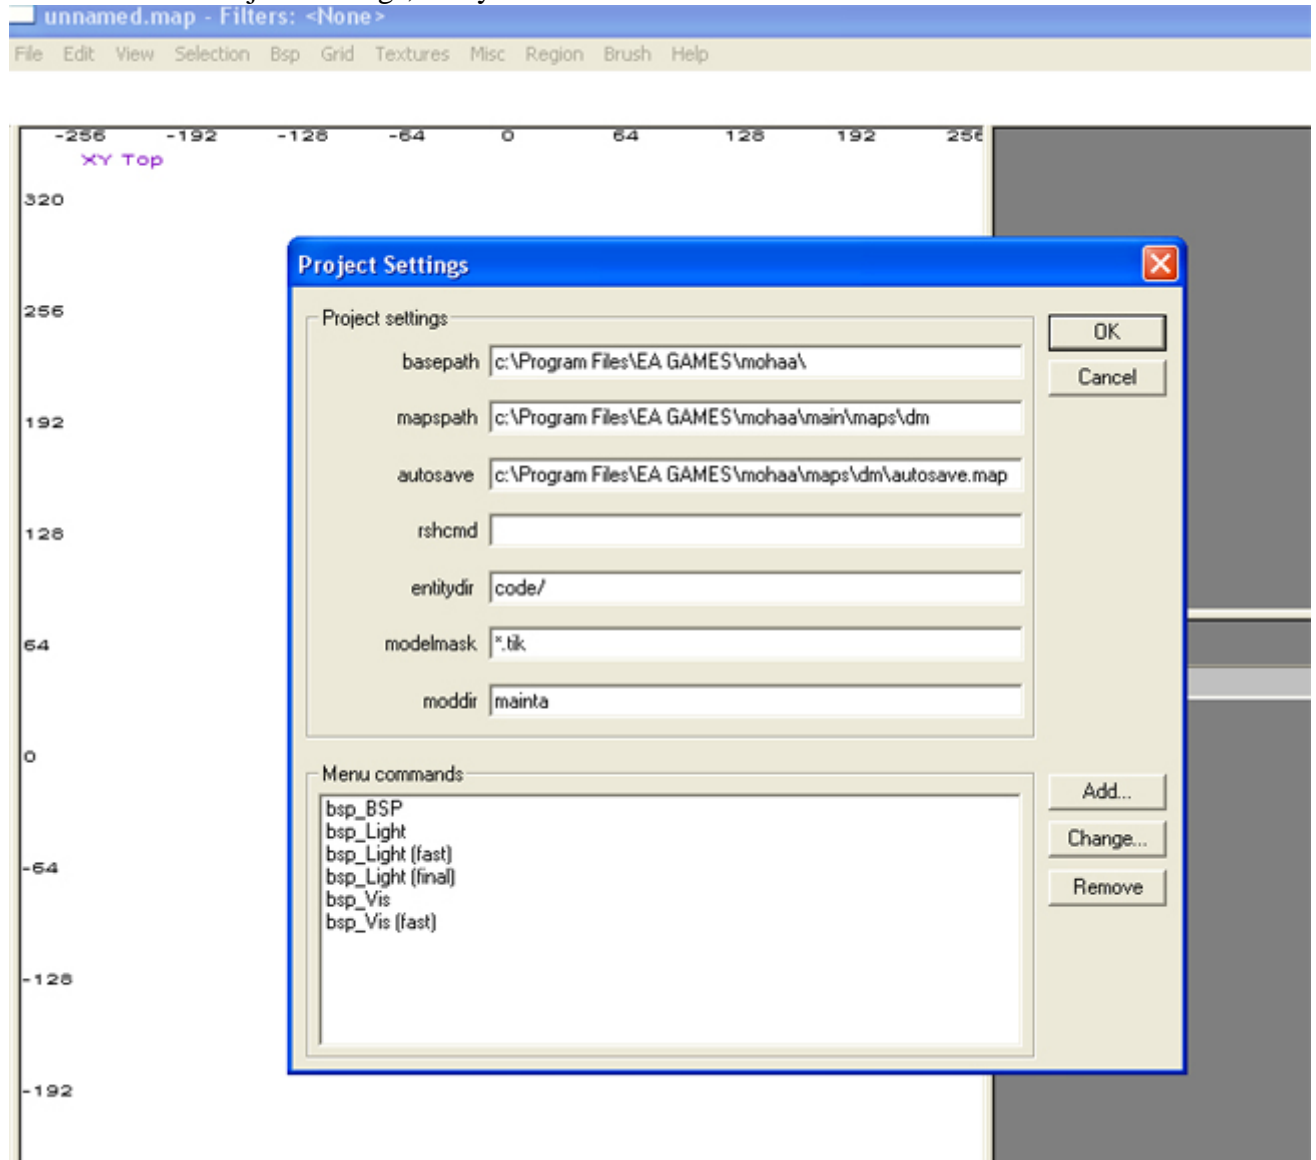 unnamed.map - Filters: <None>
File Edit View Selection Bsp Grid Textures Misc Region Brush Help
-256 -192 -128 -64 0 64 128 192 256
XY Top
320
Project Settings
256
Project settings
OK
basepath c:\Program Files\EA GAMES\mohaa\
Cancel
192
mapspath c:\Program Files\EA GAMES\mohaa\main\maps\dm
autosave c:\Program Files\EA GAMES\mohaa\maps\dm\autosave.map
128
rshcmd
entitydir code/
64
modelmask *.tik
moddir mainta
0
Menu commands
Add...
bsp_BSP
bsp_Light
Change...
bsp_Light (fast)
-64
bsp_Light (final)
Remove
bsp_Vis
bsp_Vis (fast)
-128
-192